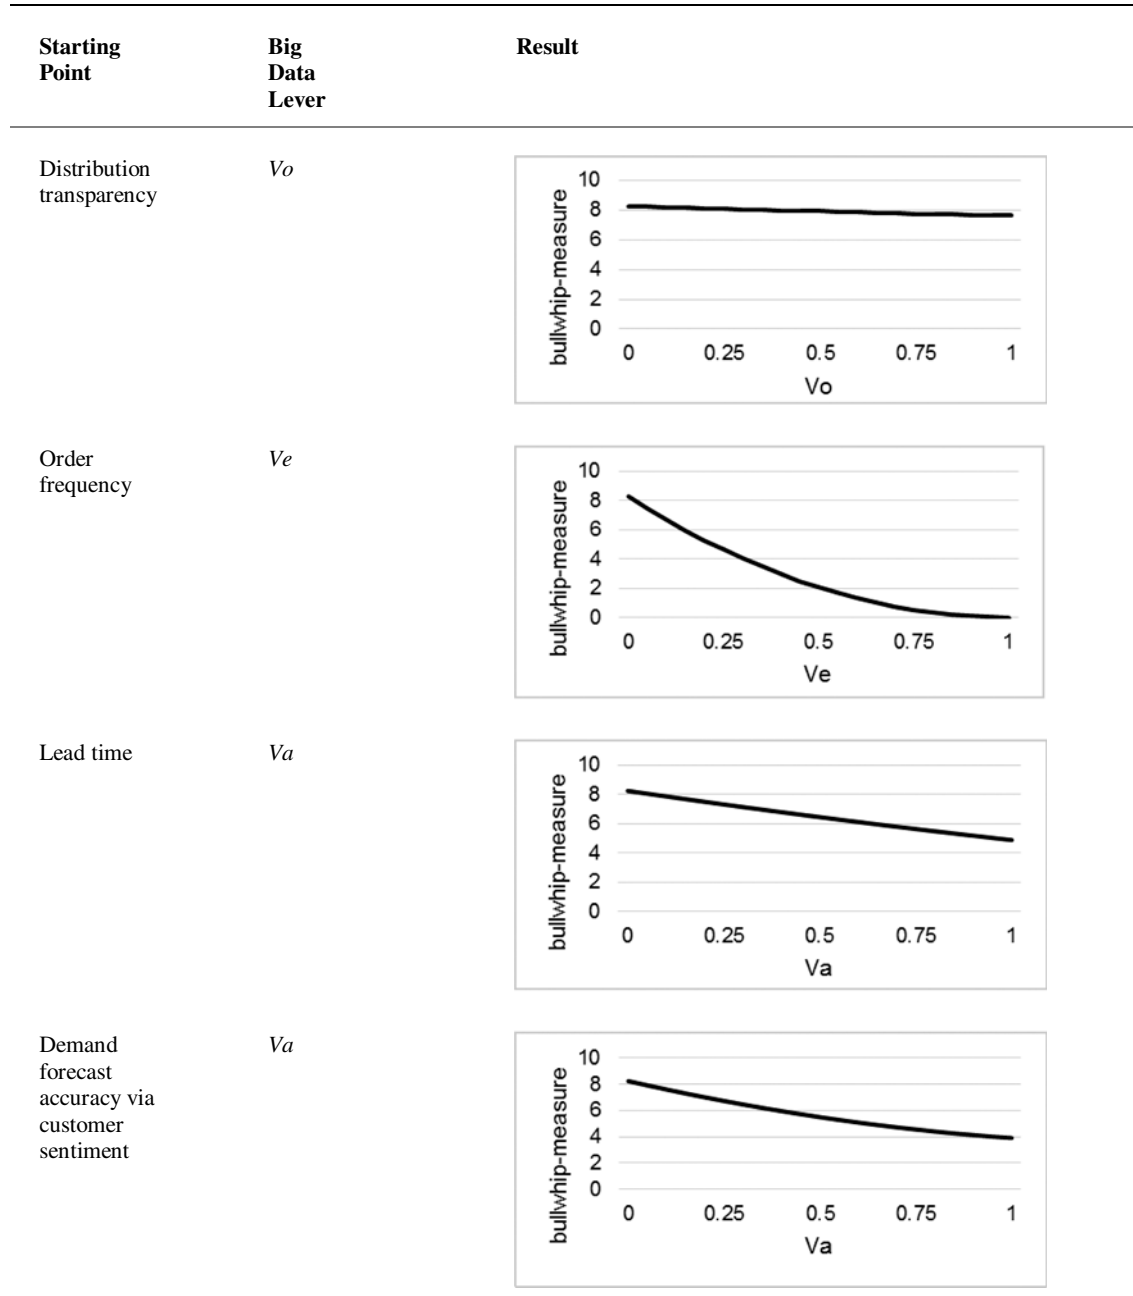 Starting Point
Big Data Lever
Result
Distribution
transparency
Vo
bullwhip-measure
10
8
6
4
2
0
0 0.25 0.5 0.75 1
Vo
Order
frequency
Ve
bullwhip-measure
10
8
6
4
2
0
0 0.25 0.5 0.75 1
Ve
Lead time
Va
bullwhip-measure
10
8
6
4
2
0
0 0.25 0.5 0.75 1
Va
Demand
forecast
accuracy via
customer
sentiment
Va
bullwhip-measure
10
8
6
4
2
0
0 0.25 0.5 0.75 1
Va